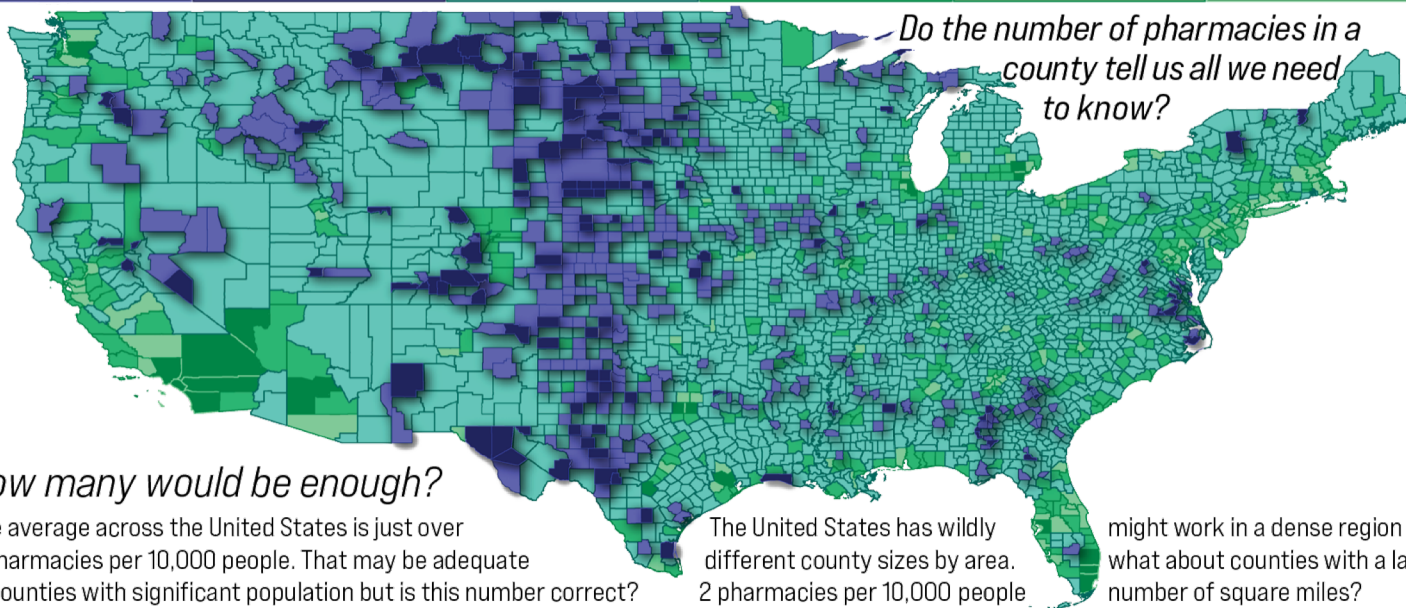 Do the number of pharmacies in a
county tell us all we need
to know?
ow many would be enough?
e average across the United States is just over
harmacies per 10,000 people. That may be adequate
ounties with significant population but is this number correct?
The United States has wildly
different county sizes by area.
2 pharmacies per 10,000 people
might work in a dense region
what about counties with a la
number of square miles?